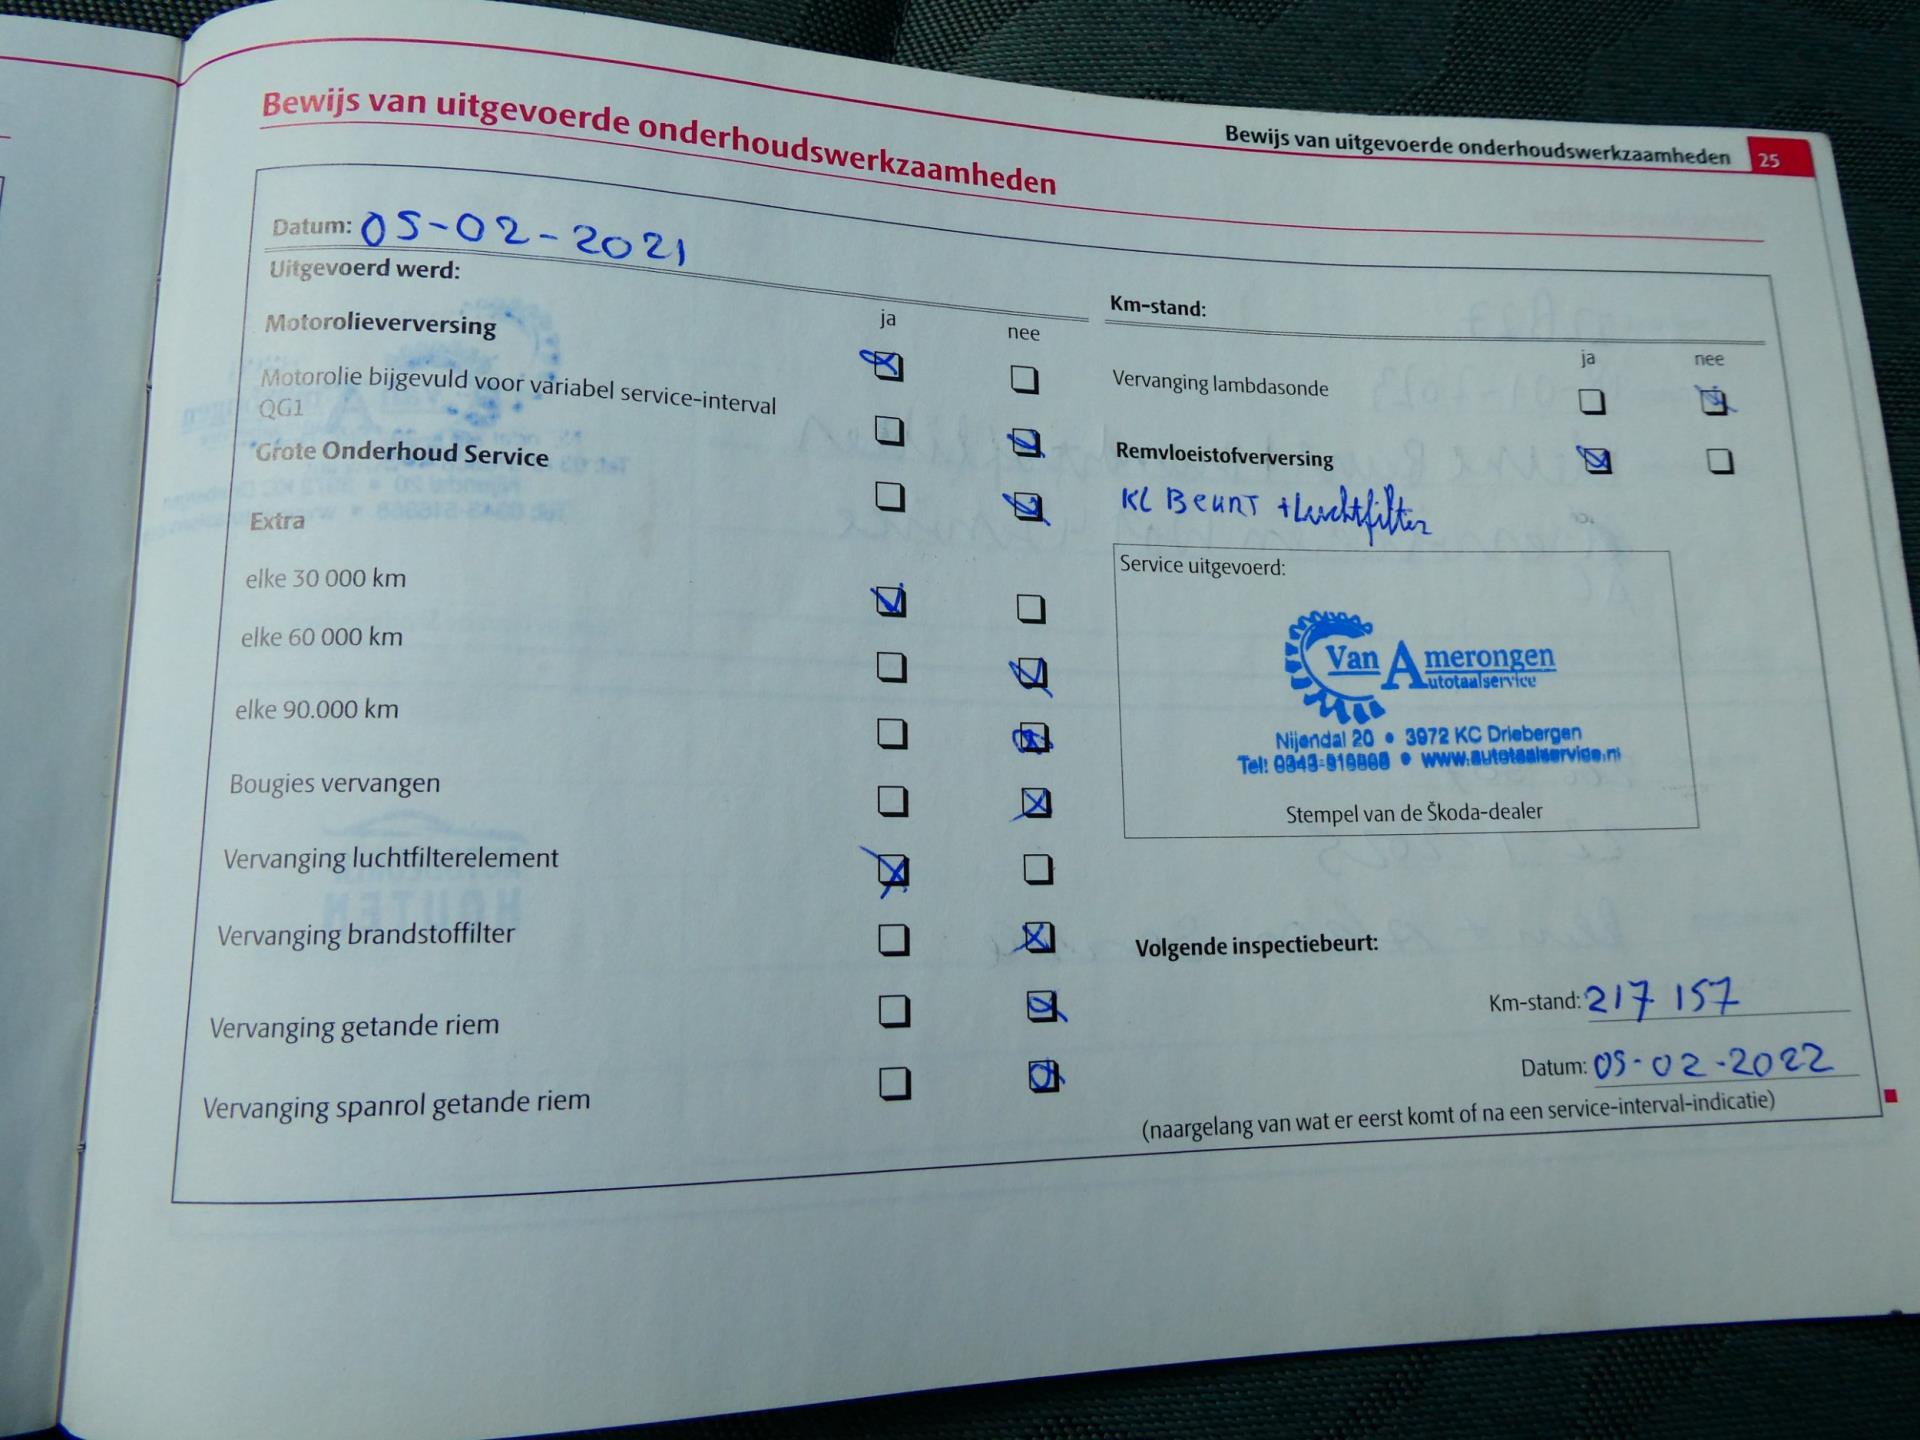 Bewijs van uitgevoerde onderhoudswerkzaamheden 25
Bewijs van uitgevoerde onderhoudswerkzaamheden
Datum: 05-02-2021
Uitgevoerd werd:
ja nee
Motorolieverversing
Motorolie bijgevuld voor variabel service-interval
QG1
Grote Onderhoud Service
Extra
elke 30 000 km
elke 60 000 km
elke 90.000 km
Bougies vervangen
Vervanging luchtfilterelement
Vervanging brandstoffilter
Vervanging getande riem
Vervanging spanrol getande riem
Km-stand:
ja nee
Vervanging lambdasonde
Remvloeistofverversing
KL BEURT + Luchtfilter
Service uitgevoerd:
Van Amerongen
Autotaalservice
Nijendal 20 • 3972 KC Driebergen
Tel: • www.autotaalservice.nl
Stempel van de Škoda-dealer
Volgende inspectiebeurt:
Km-stand: 217 157
Datum: 05-02-2022
(naargelang van wat er eerst komt of na een service-interval-indicatie)